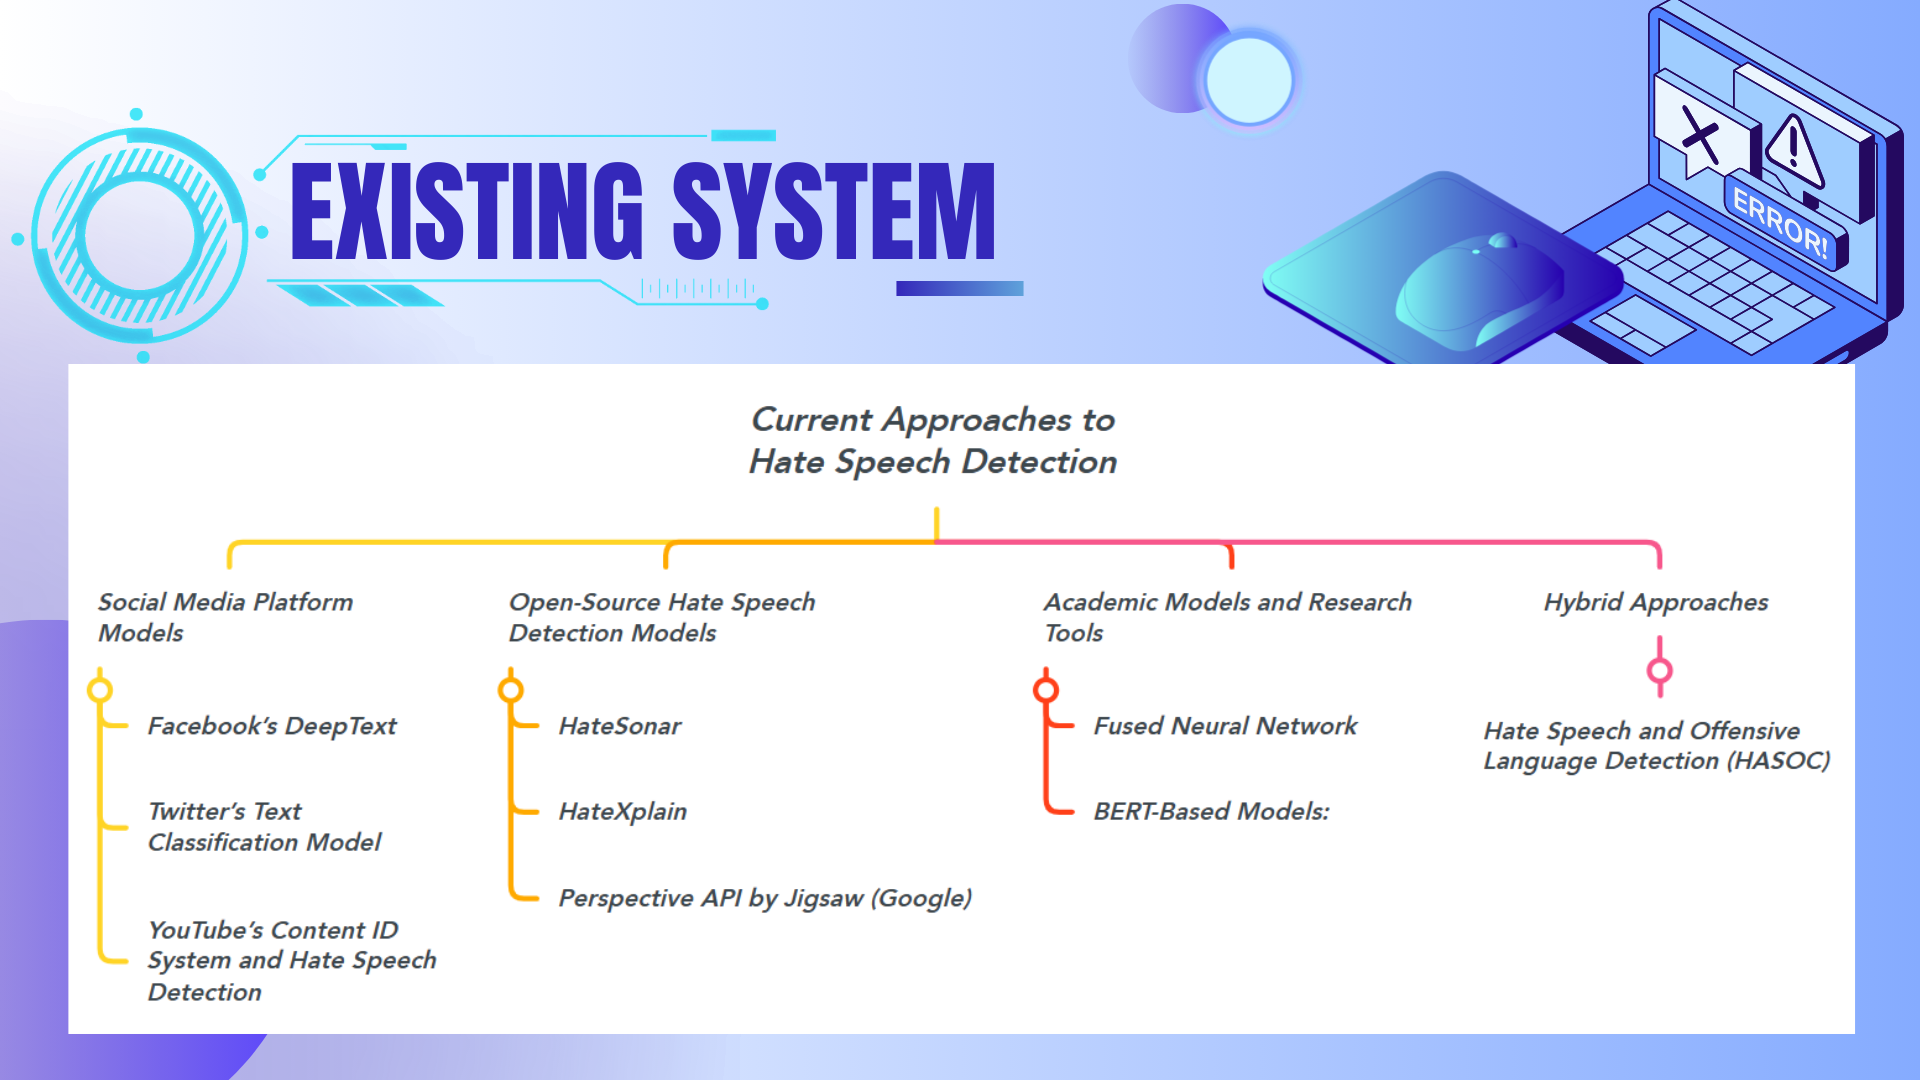 EXISTING SYSTEM
ERROR!
Current Approaches to
Hate Speech Detection
Social Media Platform
Models
Facebook's DeepText
Twitter's Text
Classification Model
YouTube's Content ID
System and Hate Speech
Detection
Open-Source Hate Speech
Detection Models
HateSonar
HateXplain
Perspective API by Jigsaw (Google)
Academic Models and Research
Tools
Fused Neural Network
BERT-Based Models:
Hybrid Approaches
Hate Speech and Offensive
Language Detection (HASOC)